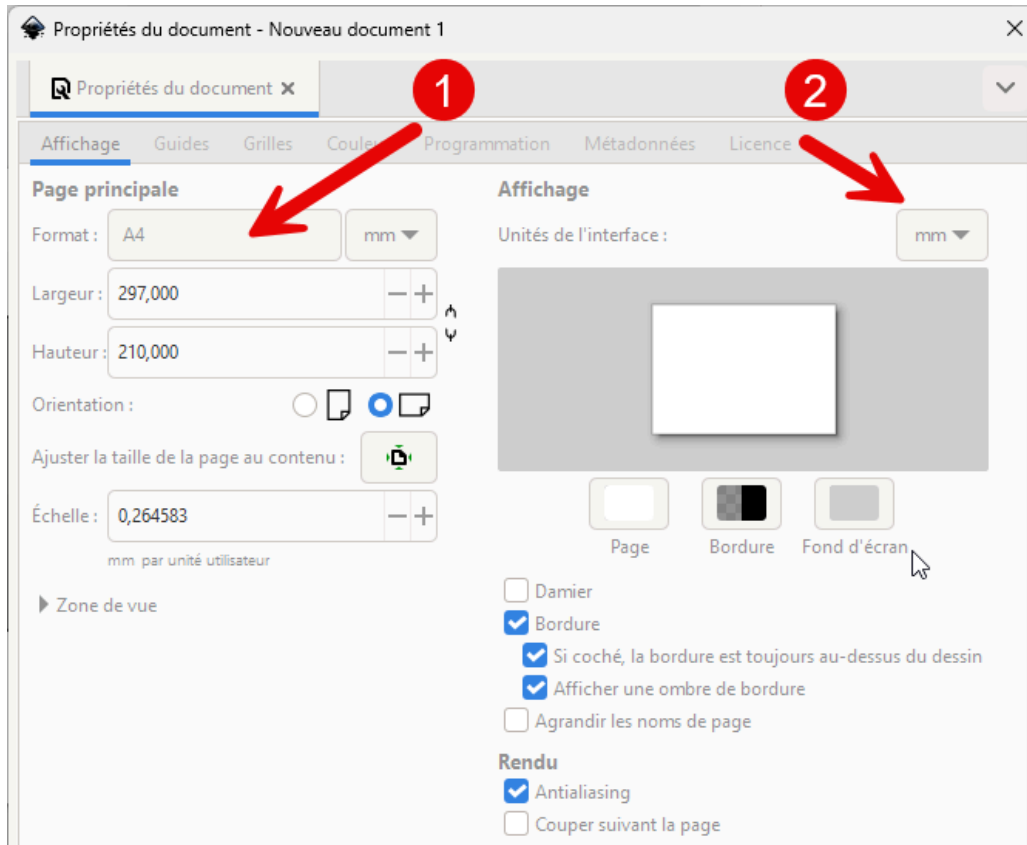 Propriétés du document - Nouveau document 1
Propriétés du document
1
2
Affichage Guides Grilles Programmation Métadonnées Licence
Page principale
Format : A4 mm
Largeur : 297,000
Hauteur : 210,000
Orientation :
Ajuster la taille de la page au contenu :
Échelle : 0,264583
mm par unité utilisateur
Zone de vue
Affichage
Unités de l'interface : mm
Page Bordure Fond d'écran
Damier
Bordure
Si coché, la bordure est toujours au-dessus du dessin
Afficher une ombre de bordure
Agrandir les noms de page
Rendu
Antialiasing
Couper suivant la page